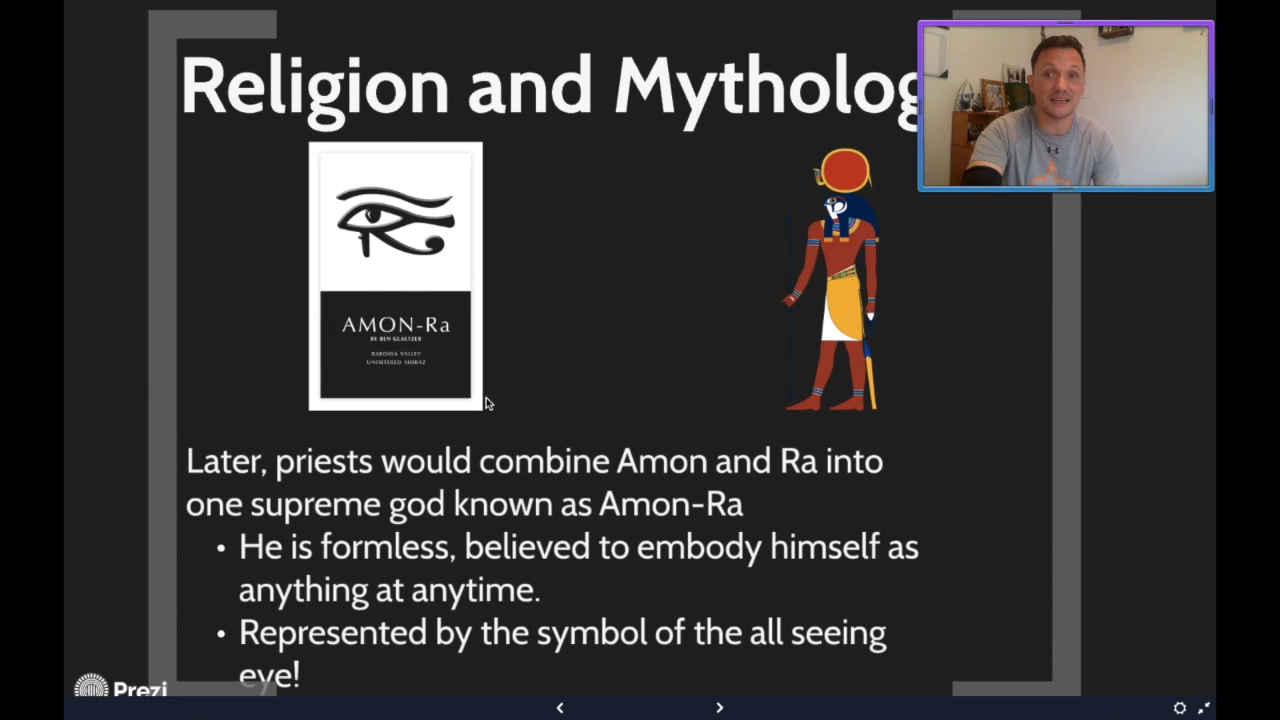 Religion and Mytholog
AMON-Ra
BY BEN GLAETZER
BAROSSA VALLEY
UNFILTERED SHIRAZ
Later, priests would combine Amon and Ra into
one supreme god known as Amon-Ra
• He is formless, believed to embody himself as
anything at anytime.
• Represented by the symbol of the all seeing
eye!
Prezi